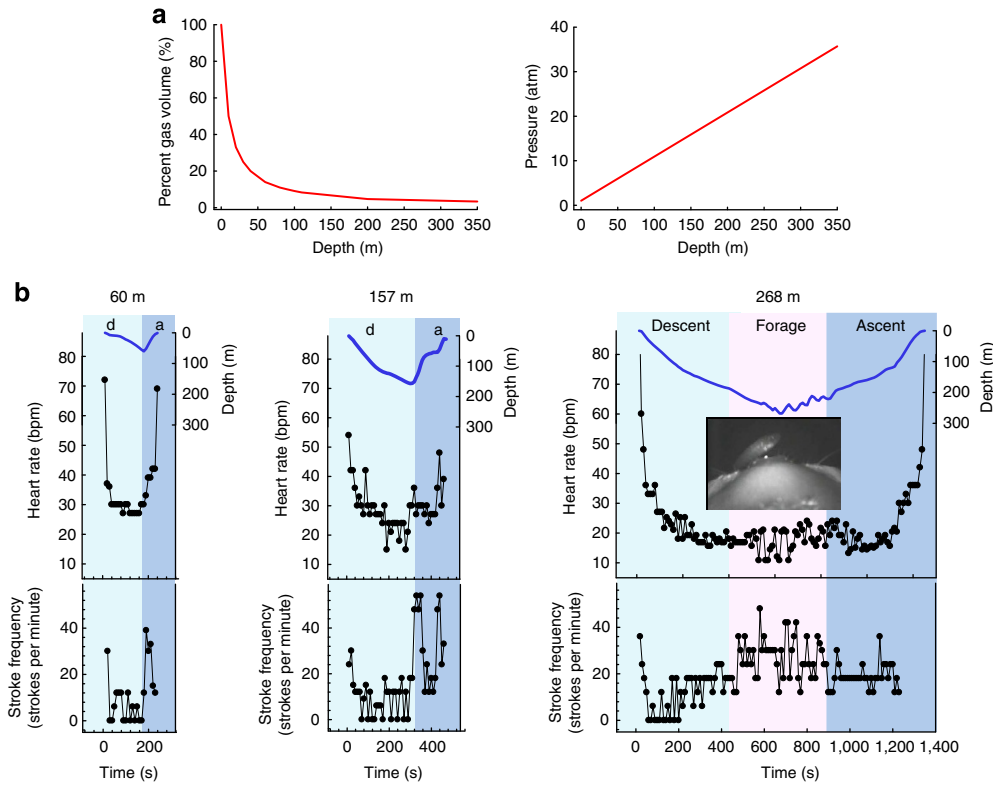 a
Percent gas volume (%)
100
80
60
40
20
0
0 50 100 150 200 250 300 350
Depth (m)
Pressure (atm)
40
30
20
10
0
0 50 100 150 200 250 300 350
Depth (m)
b
60 m
d a
0
100
200
300
Depth (m)
Heart rate (bpm)
80
70
60
50
40
30
20
10
Stroke frequency
(strokes per minute)
40
20
0
0 200
Time (s)
157 m
d a
0
100
200
300
Depth (m)
Heart rate (bpm)
80
70
60
50
40
30
20
10
Stroke frequency
(strokes per minute)
40
20
0
0 200 400
Time (s)
268 m
Descent Forage Ascent
0
100
200
300
Depth (m)
Heart rate (bpm)
80
70
60
50
40
30
20
10
Stroke frequency
(strokes per minute)
40
20
0
0 200 400 600 800 1,000 1,200 1,400
Time (s)